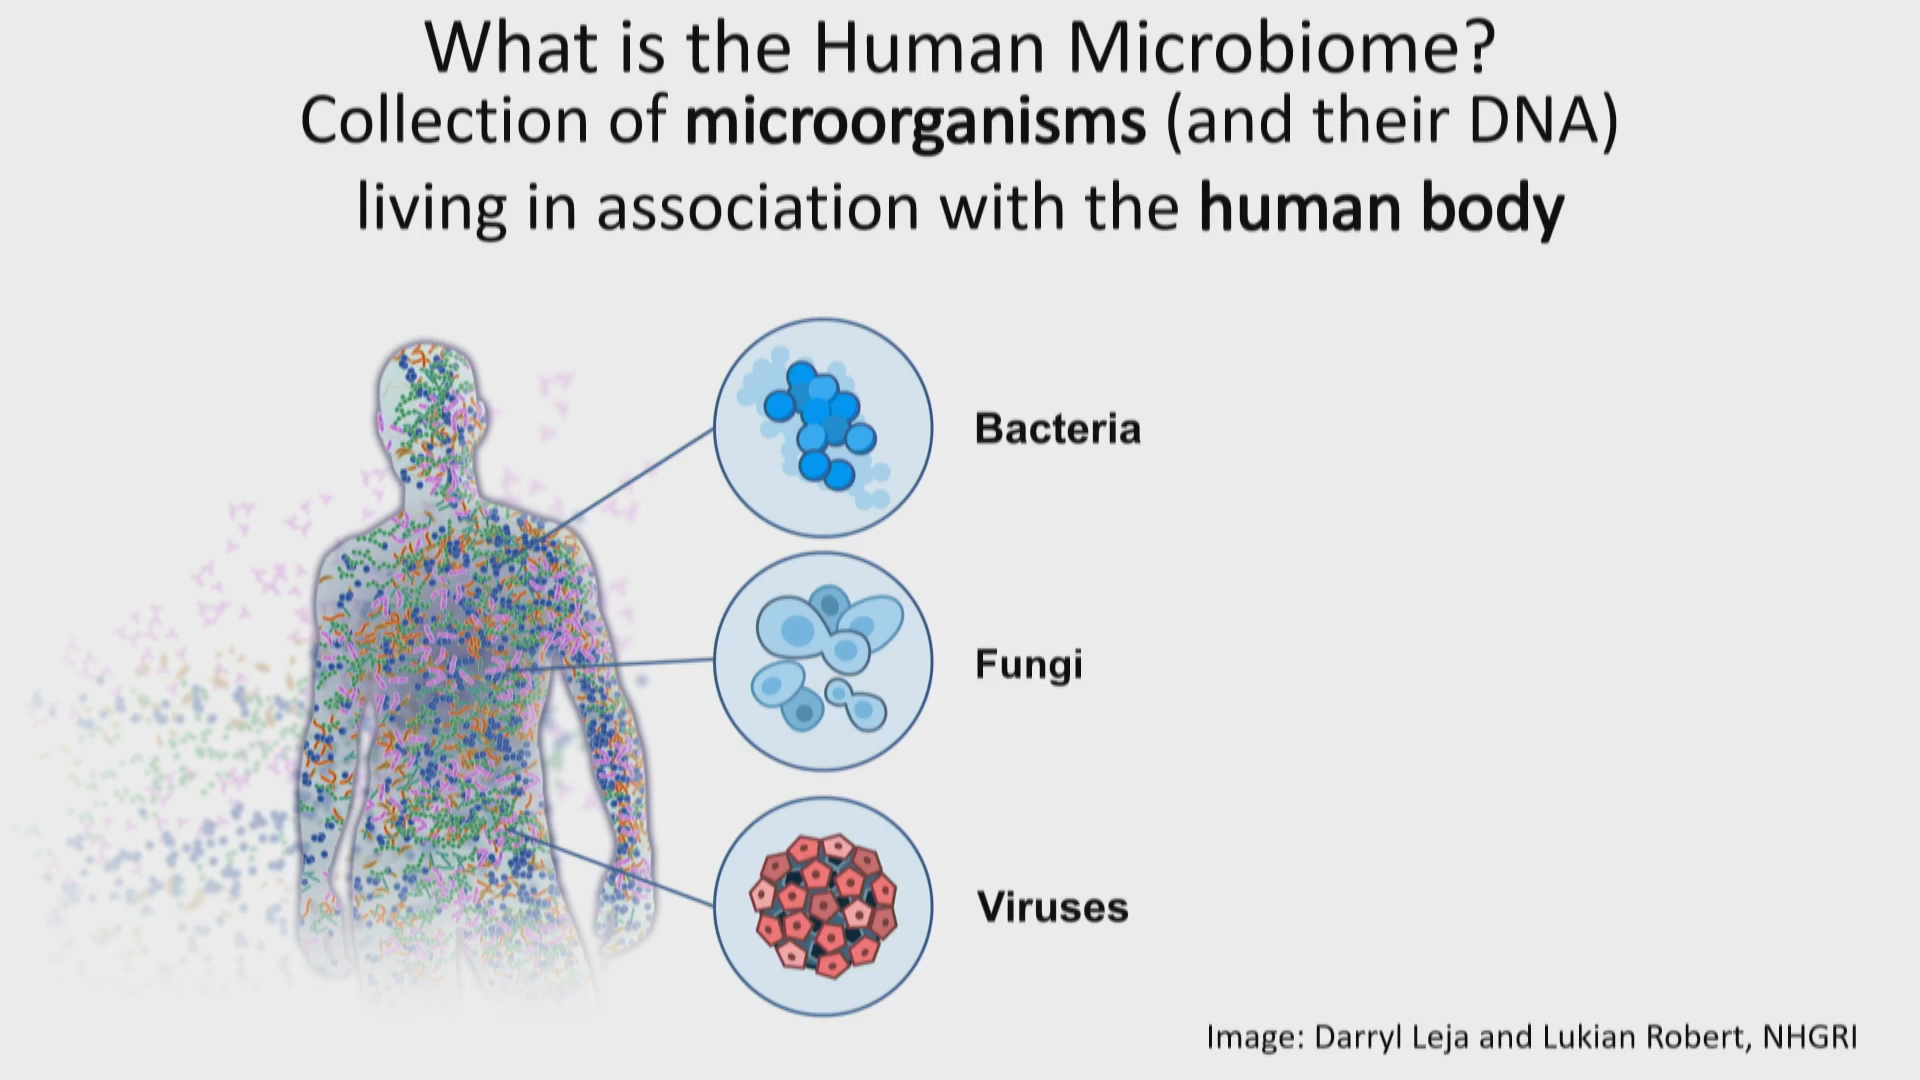 What is the Human Microbiome?
Collection of microorganisms (and their DNA)
living in association with the human body
Bacteria
Fungi
Viruses
Image: Darryl Leja and Lukian Robert, NHGRI